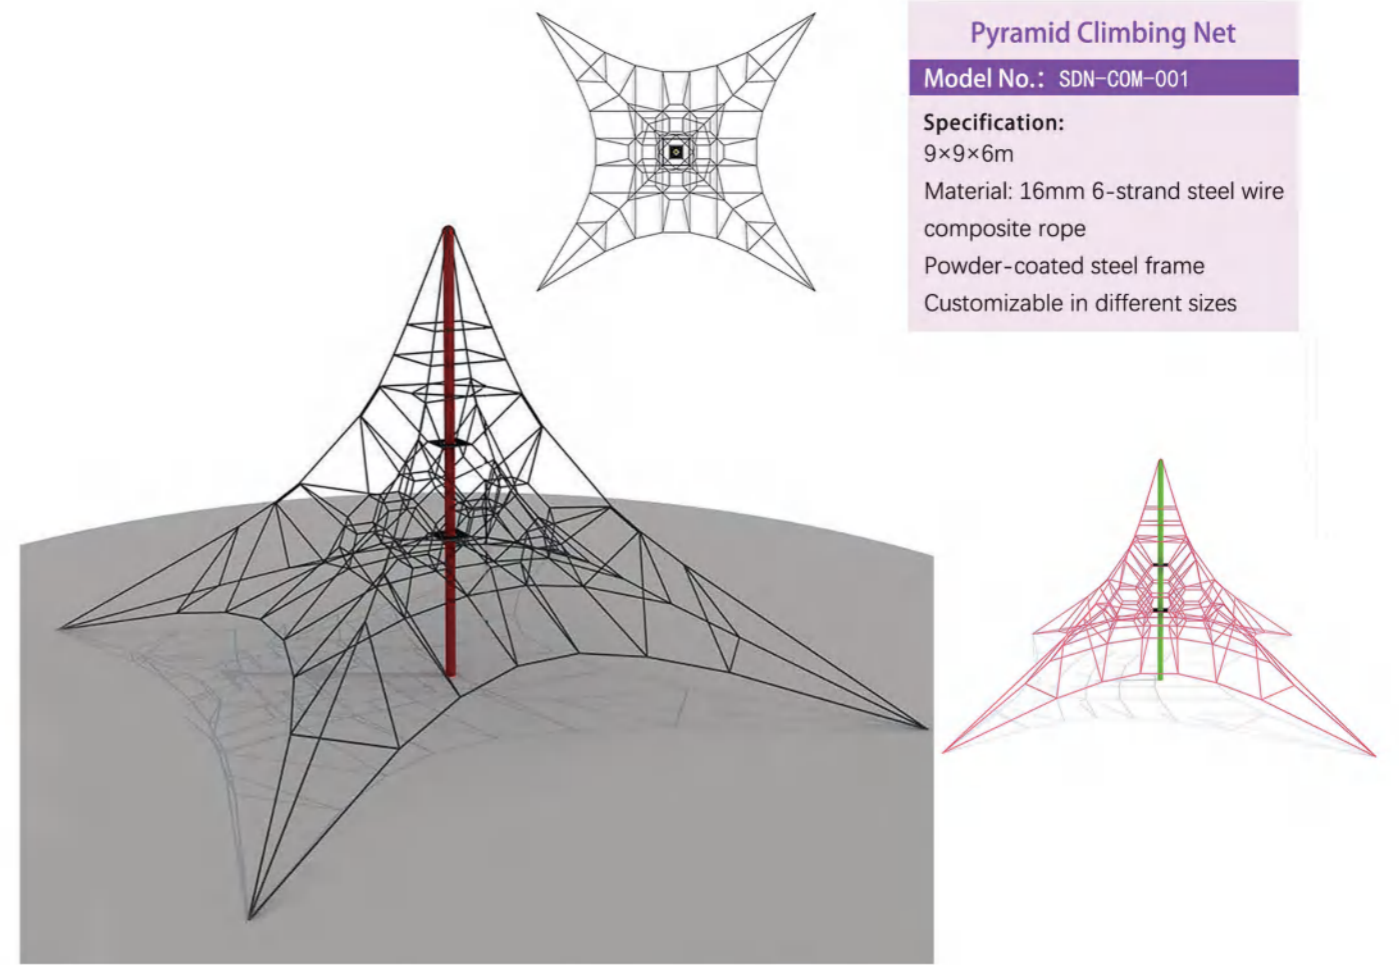 Pyramid Climbing Net
Model No.: SDN-COM-001
Specification:
9×9×6m
Material: 16mm 6-strand steel wire
composite rope
Powder-coated steel frame
Customizable in different sizes